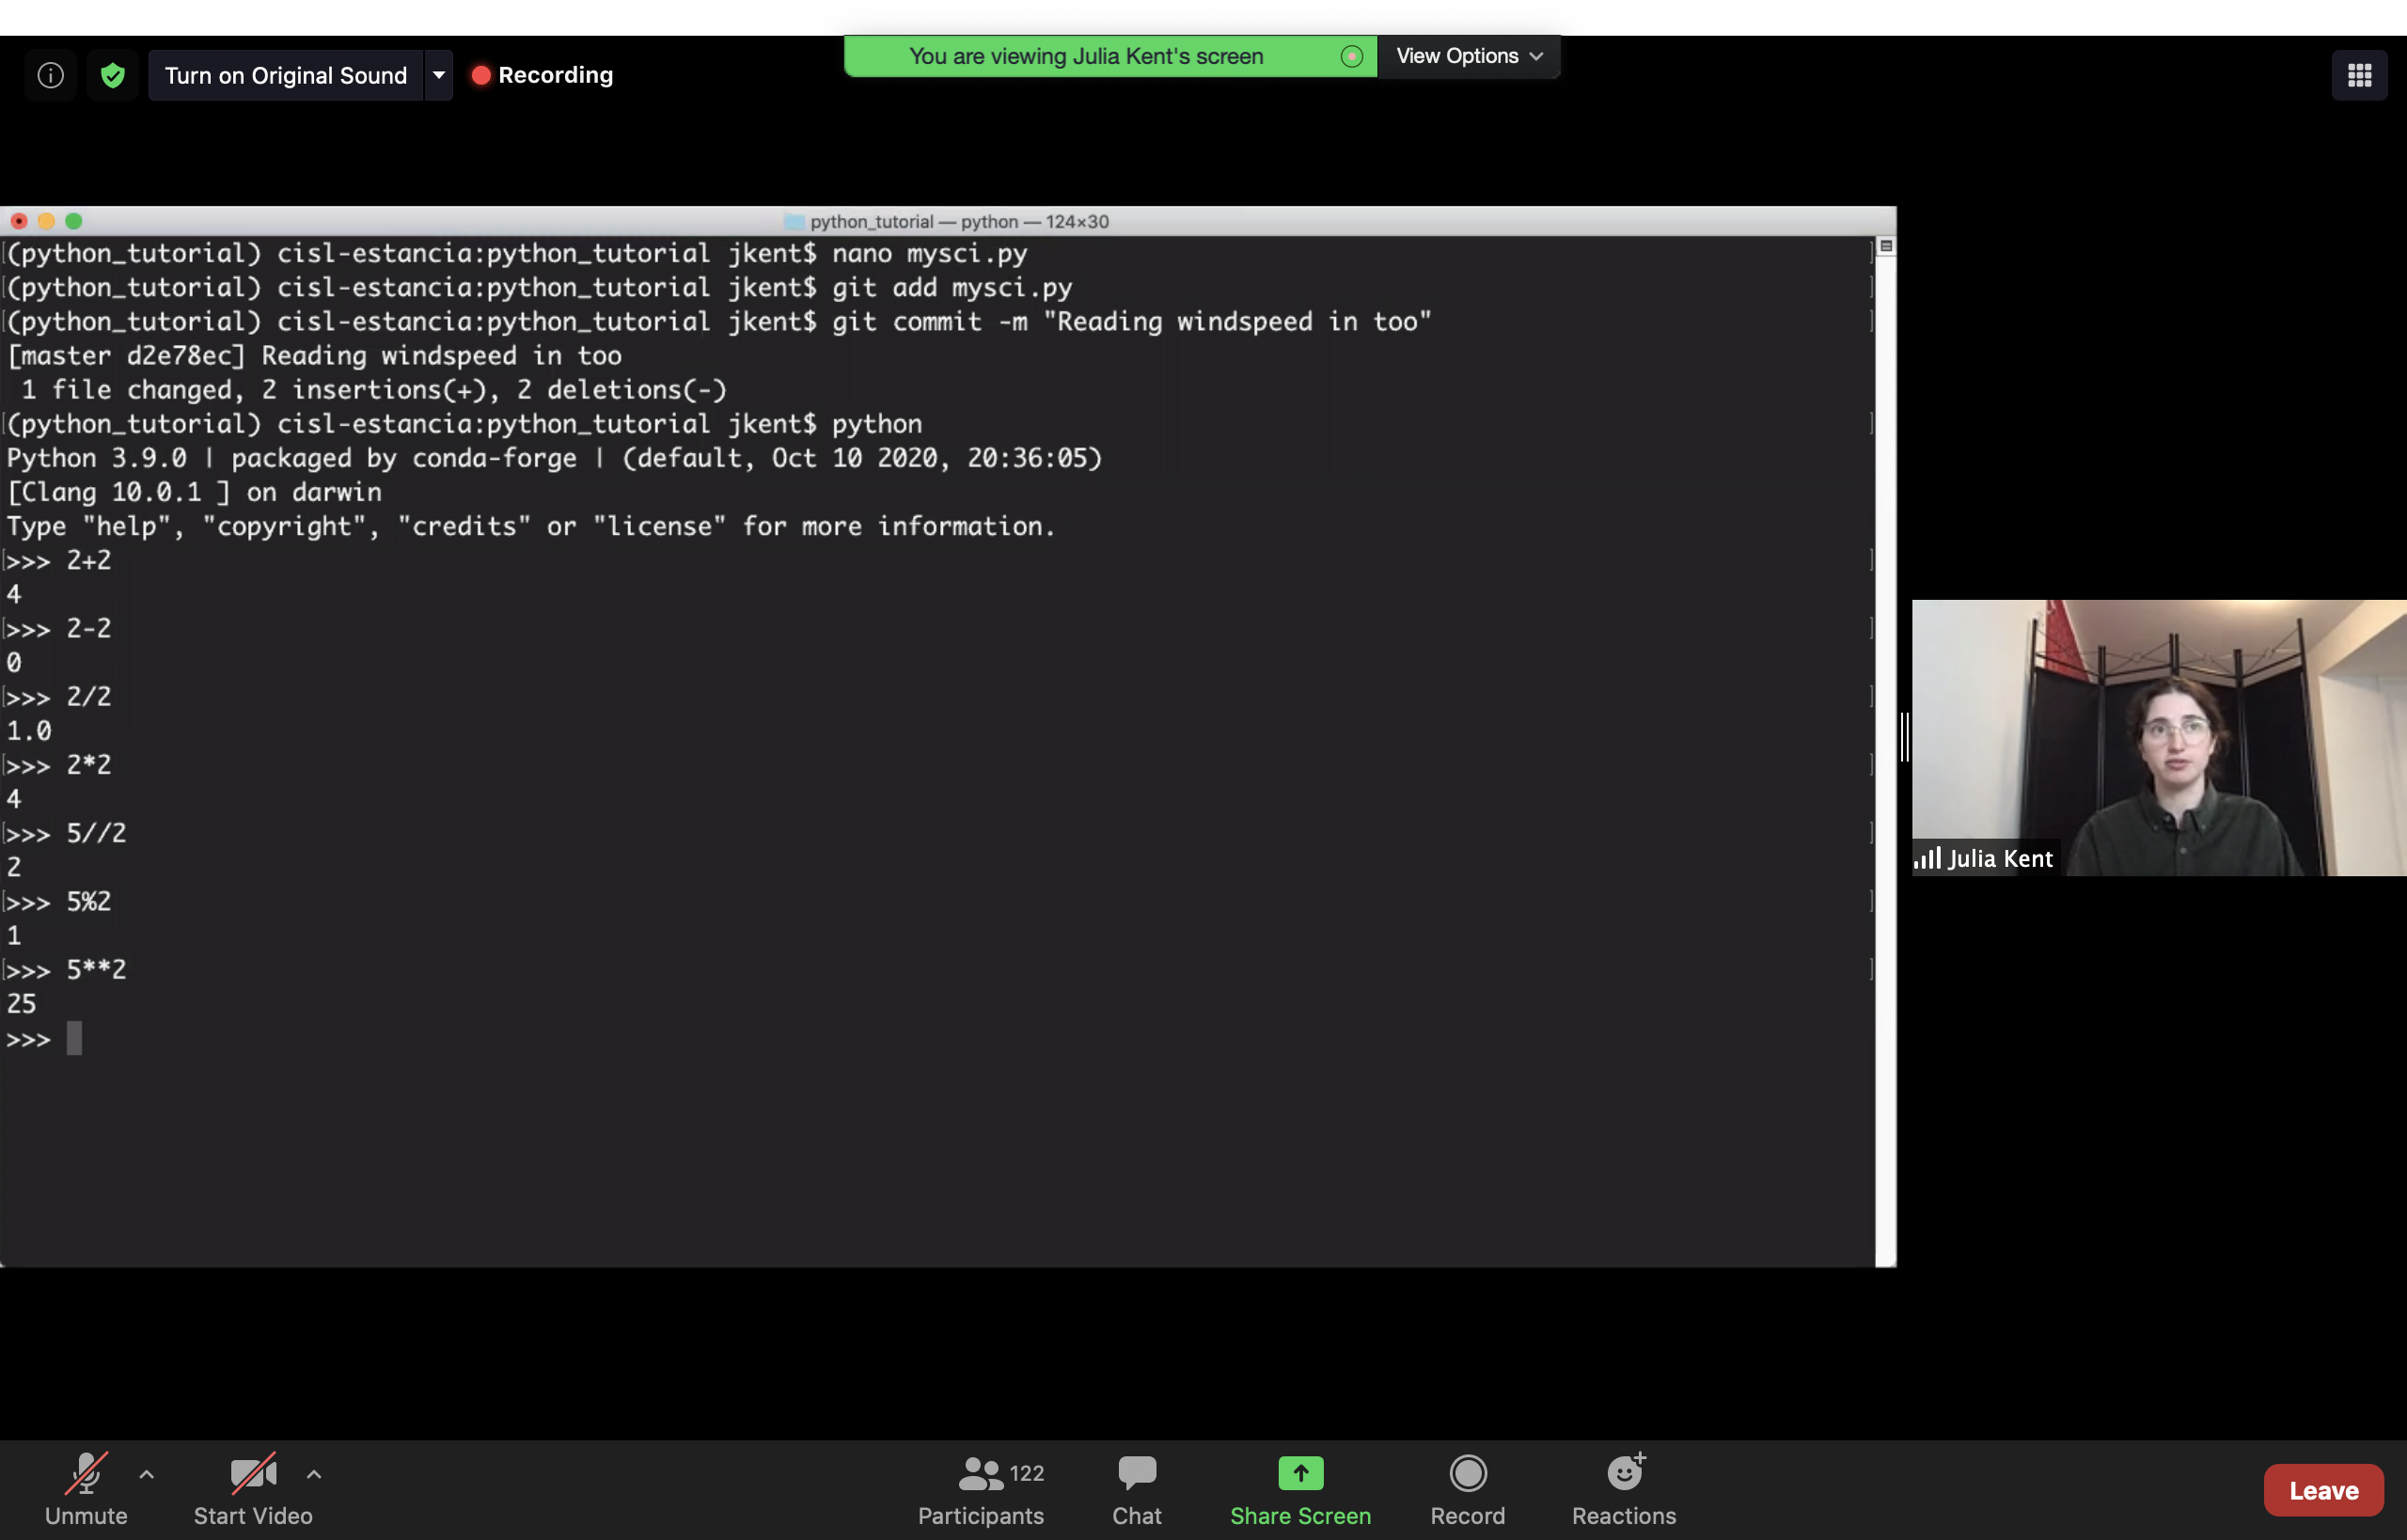 Turn on Original Sound
Recording
You are viewing Julia Kent's screen
View Options
python_tutorial — python — 124×30
(python_tutorial) cisl-estancia:python_tutorial jkent$ nano mysci.py
(python_tutorial) cisl-estancia:python_tutorial jkent$ git add mysci.py
(python_tutorial) cisl-estancia:python_tutorial jkent$ git commit -m "Reading windspeed in too"
[master d2e78ec] Reading windspeed in too
 1 file changed, 2 insertions(+), 2 deletions(-)
(python_tutorial) cisl-estancia:python_tutorial jkent$ python
Python 3.9.0 | packaged by conda-forge | (default, Oct 10 2020, 20:36:05)
[Clang 10.0.1 ] on darwin
Type "help", "copyright", "credits" or "license" for more information.
>>> 2+2
4
>>> 2-2
0
>>> 2/2
1.0
>>> 2*2
4
>>> 5//2
2
>>> 5%2
1
>>> 5**2
25
>>>
Julia Kent
Unmute
Start Video
122
Participants
Chat
Share Screen
Record
Reactions
Leave